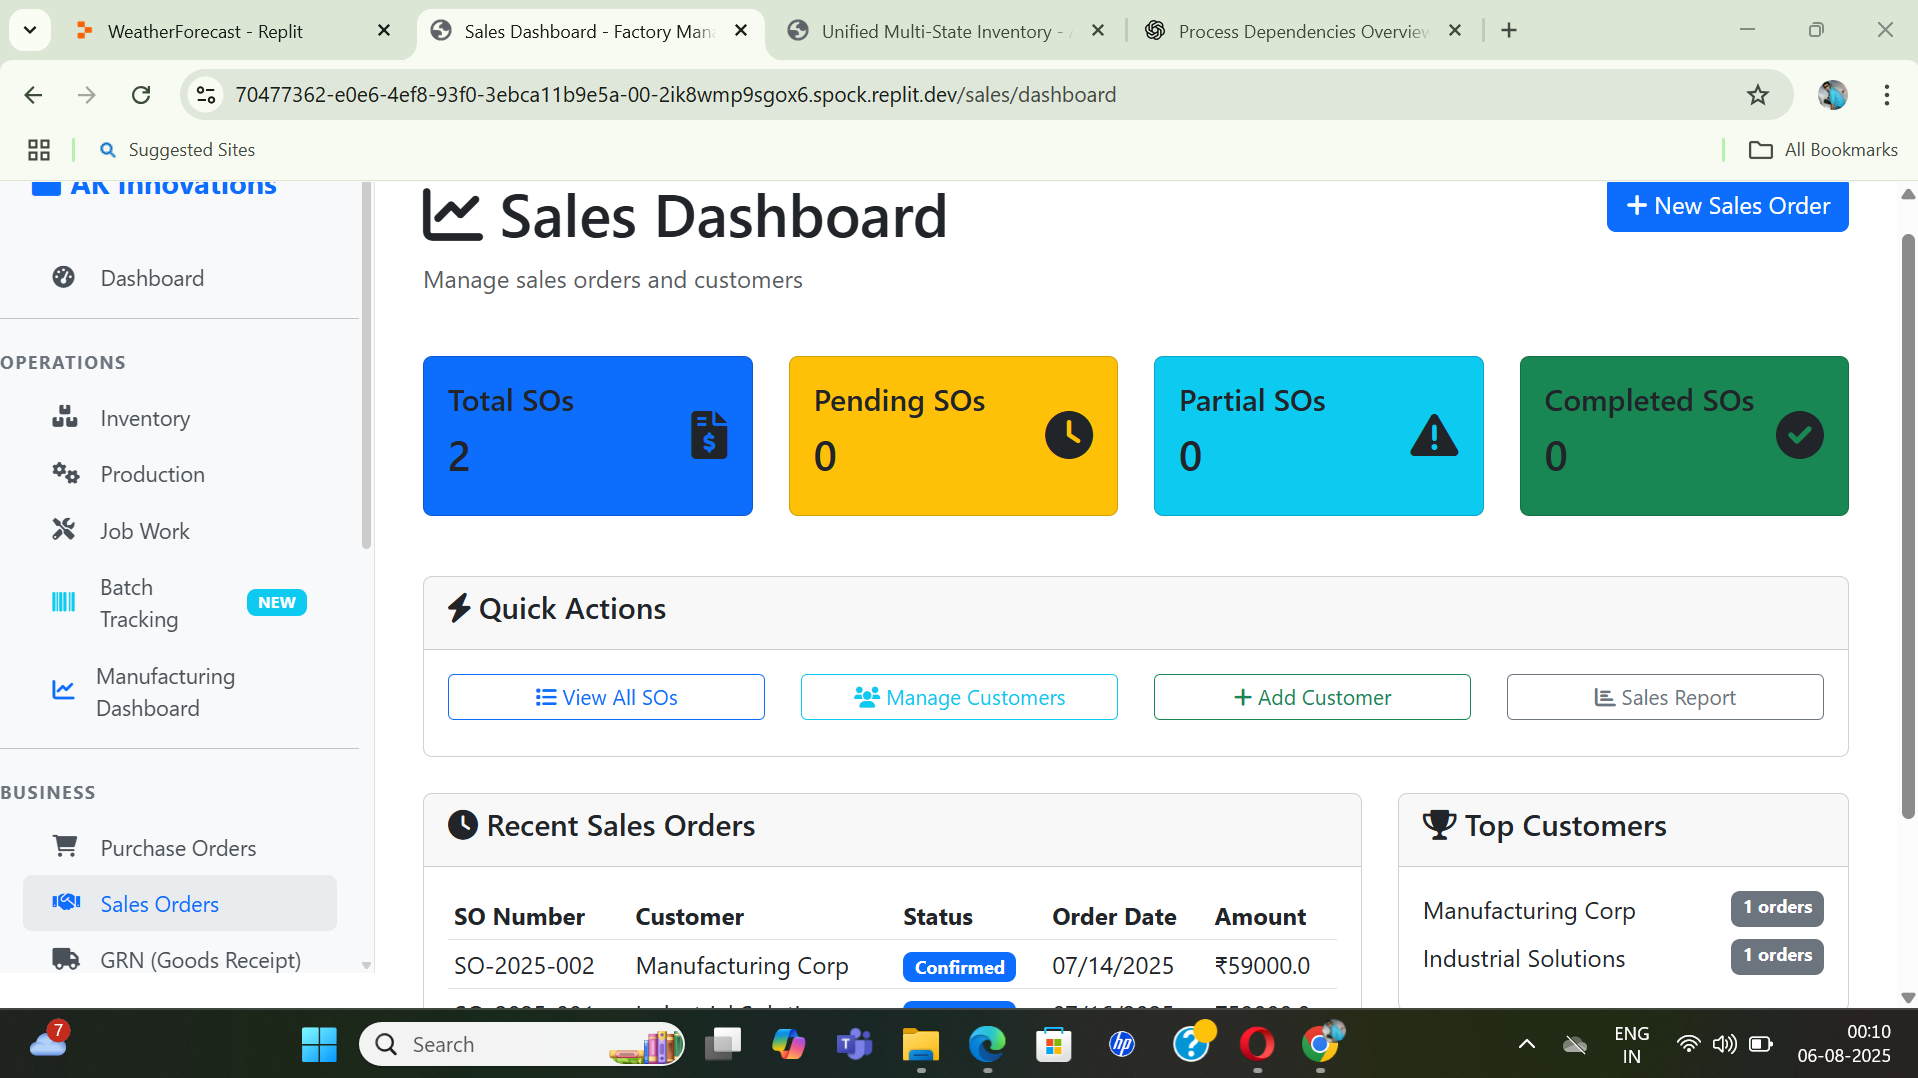 WeatherForecast - Replit
Sales Dashboard - Factory Mana
Unified Multi-State Inventory -
Process Dependencies Overview
70477362-e0e6-4ef8-93f0-3ebca11b9e5a-00-2ik8wmp9sgox6.spock.replit.dev/sales/dashboard
Suggested Sites
All Bookmarks
AK Innovations
Dashboard
OPERATIONS
Inventory
Production
Job Work
Batch
Tracking
NEW
Manufacturing
Dashboard
BUSINESS
Purchase Orders
Sales Orders
GRN (Goods Receipt)
Sales Dashboard
New Sales Order
Manage sales orders and customers
Total SOs
2
Pending SOs
0
Partial SOs
0
Completed SOs
0
Quick Actions
View All SOs
Manage Customers
Add Customer
Sales Report
Recent Sales Orders
SO Number Customer Status Order Date Amount
SO-2025-002 Manufacturing Corp Confirmed 07/14/2025 ₹59000.0
Top Customers
Manufacturing Corp 1 orders
Industrial Solutions 1 orders
7
Search
T
hp
?
ENG
IN
00:10
06-08-2025